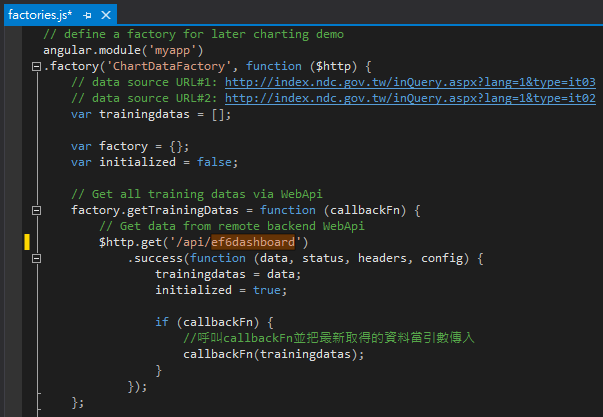 factories.js*
// define a factory for later charting demo
angular.module('myapp')
.factory('ChartDataFactory', function ($http) {
// data source URL#1: http://index.ndc.gov.tw/inQuery.aspx?lang=1&type=it03
// data source URL#2: http://index.ndc.gov.tw/inQuery.aspx?lang=1&type=it02
var trainingdatas = [];
var factory = {};
var initialized = false;
// Get all training datas via WebApi
factory.getTrainingDatas = function (callbackFn) {
// Get data from remote backend WebApi
$http.get('/api/ef6dashboard')
.success(function (data, status, headers, config) {
trainingdatas = data;
initialized = true;
if (callbackFn) {
//呼叫callbackFn並把最新取得的資料當引數傳入
callbackFn(trainingdatas);
}
});
};